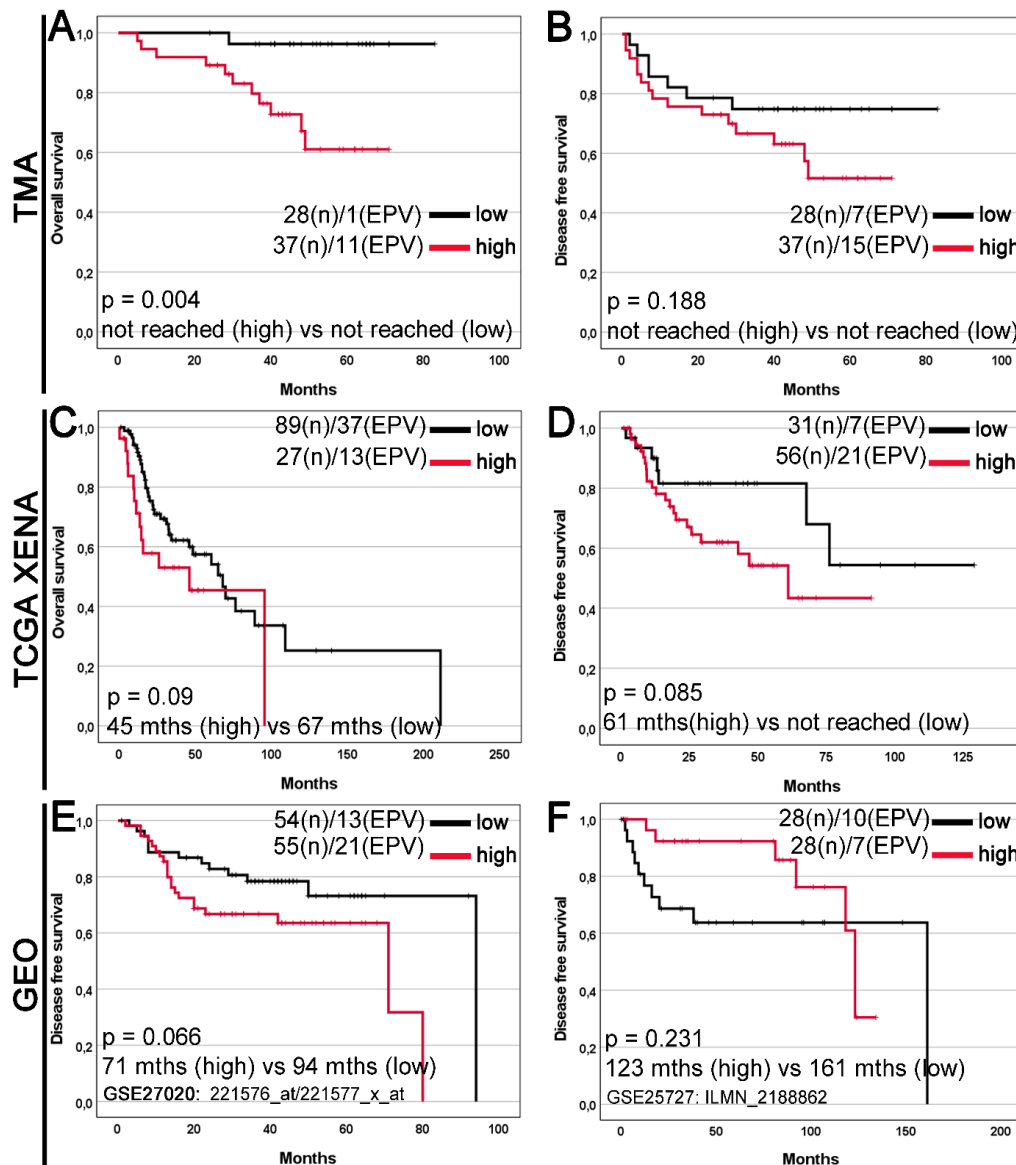 TMA
A
Overall survival
1,0
0,8
0,6
0,4
0,2
0,0
28(n)/1(EPV) low
37(n)/11(EPV) high
p = 0.004
not reached (high) vs not reached (low)
0 20 40 60 80 100
Months
B
Disease free survival
1,0
0,8
0,6
0,4
0,2
0,0
28(n)/7(EPV) low
37(n)/15(EPV) high
p = 0.188
not reached (high) vs not reached (low)
0 20 40 60 80 100
Months
TCGA XENA
C
Overall survival
1,0
0,8
0,6
0,4
0,2
0,0
89(n)/37(EPV) low
27(n)/13(EPV) high
p = 0.09
45 mths (high) vs 67 mths (low)
0 50 100 150 200 250
Months
D
Disease free survival
1,0
0,8
0,6
0,4
0,2
0,0
31(n)/7(EPV) low
56(n)/21(EPV) high
p = 0.085
61 mths(high) vs not reached (low)
0 25 50 75 100 125
Months
GEO
E
Disease free survival
1,0
0,8
0,6
0,4
0,2
0,0
54(n)/13(EPV) low
55(n)/21(EPV) high
p = 0.066
71 mths (high) vs 94 mths (low)
GSE27020: 221576_at/221577_x_at
0 20 40 60 80 100
Months
F
Disease free survival
1,0
0,8
0,6
0,4
0,2
0,0
28(n)/10(EPV) low
28(n)/7(EPV) high
p = 0.231
123 mths (high) vs 161 mths (low)
GSE25727: ILMN_2188862
0 50 100 150 200
Months